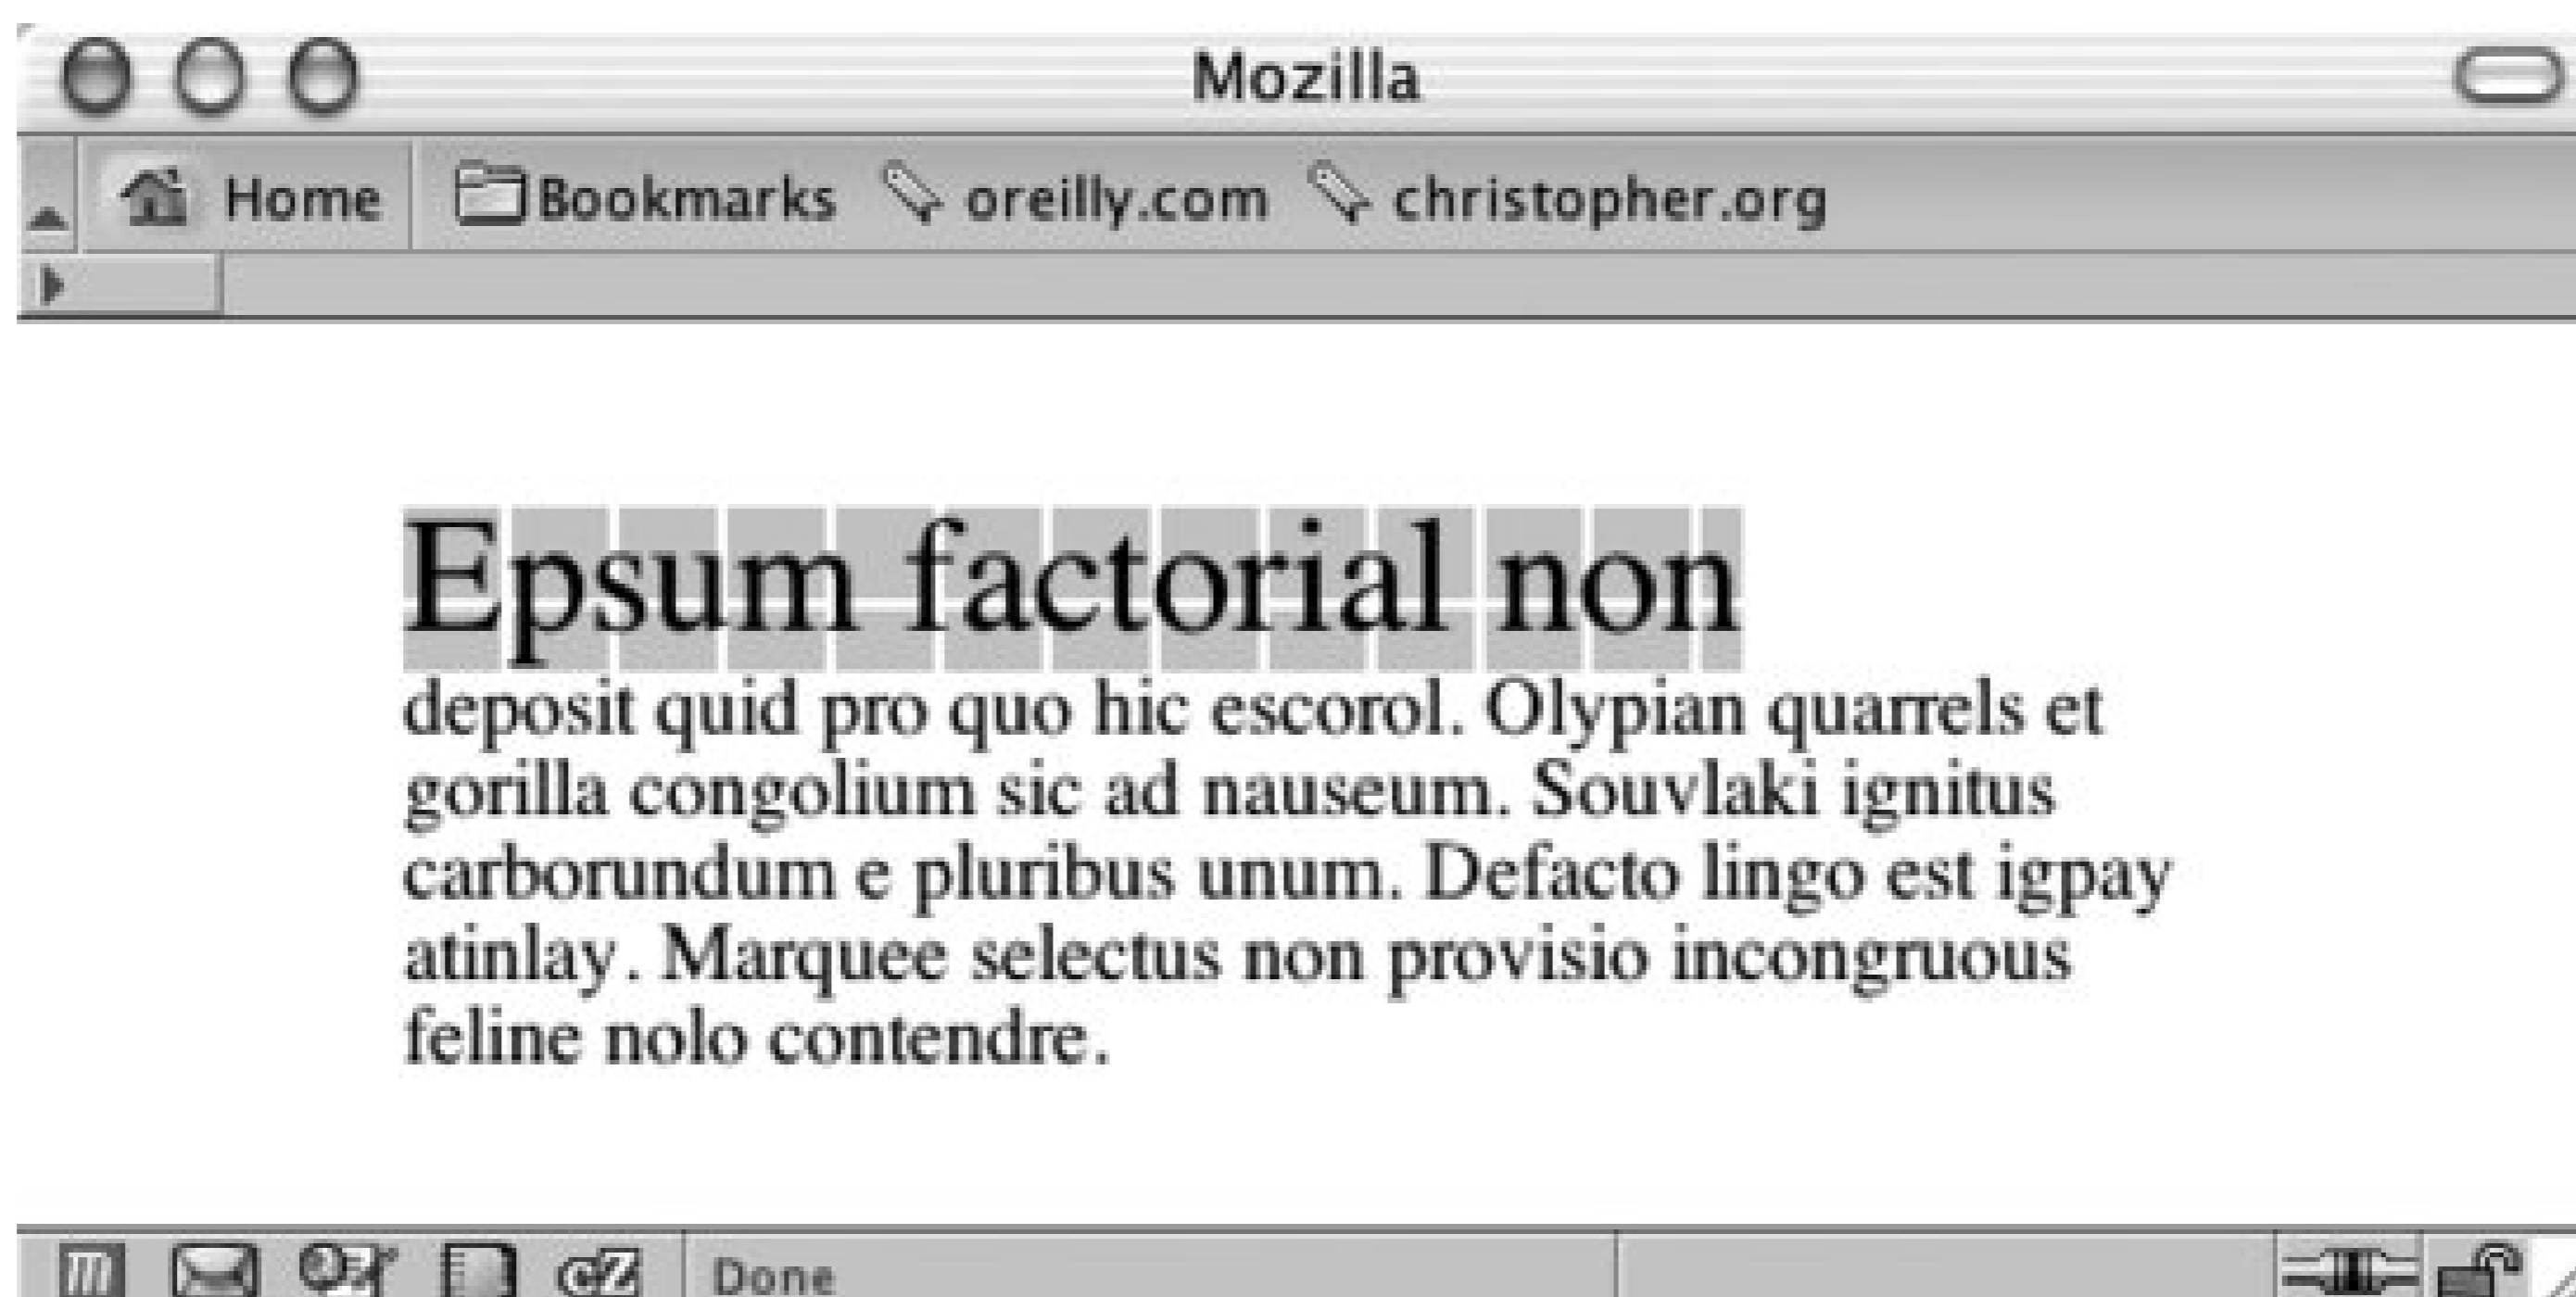 Mozilla
Home Bookmarks oreilly.com christopher.org
Epsum factorial non
deposit quid pro quo hic escorol. Olypian quarrels et
gorilla congolium sic ad nauseum. Souvlaki ignitus
carborundum e pluribus unum. Defacto lingo est igpay
atinlay. Marquee selectus non provisio incongruous
feline nolo contendre.
m cZ Done